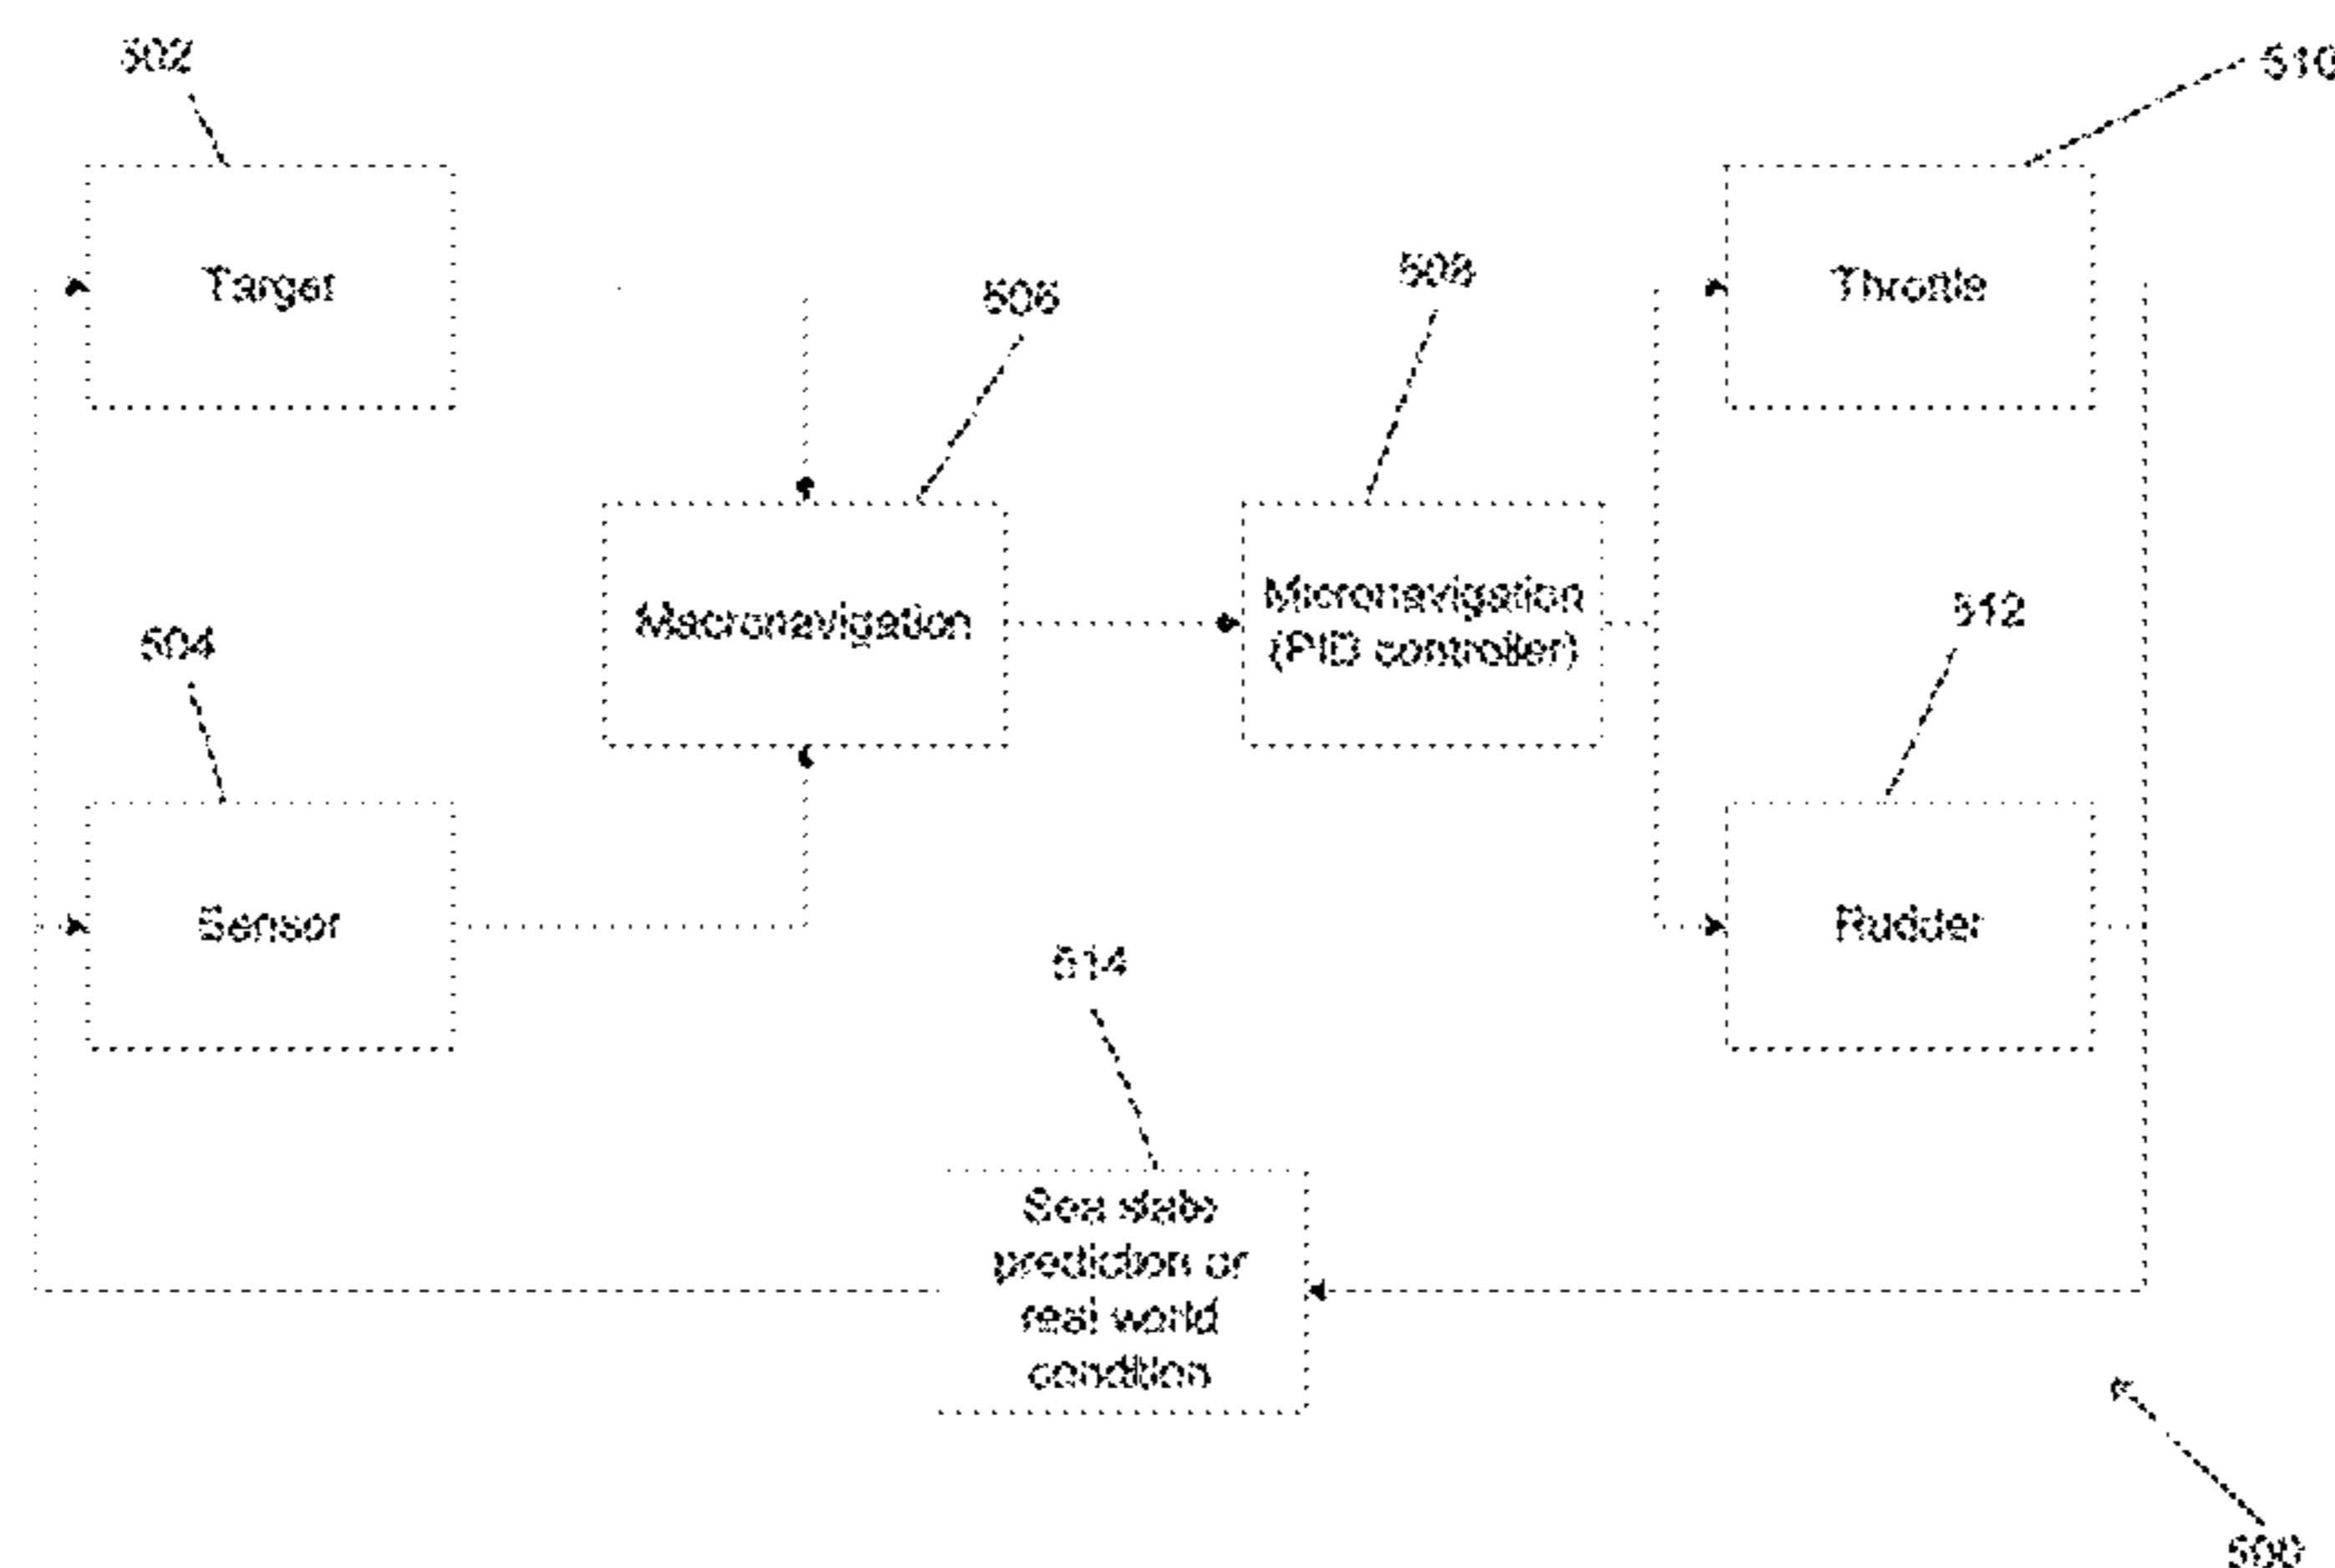 502
510
Target
506
508
Throttle
Macronavigation
Micronavigation
(PID controller)
512
504
Sensor
514
Rudder
Sea state
prediction or
real world
condition
500